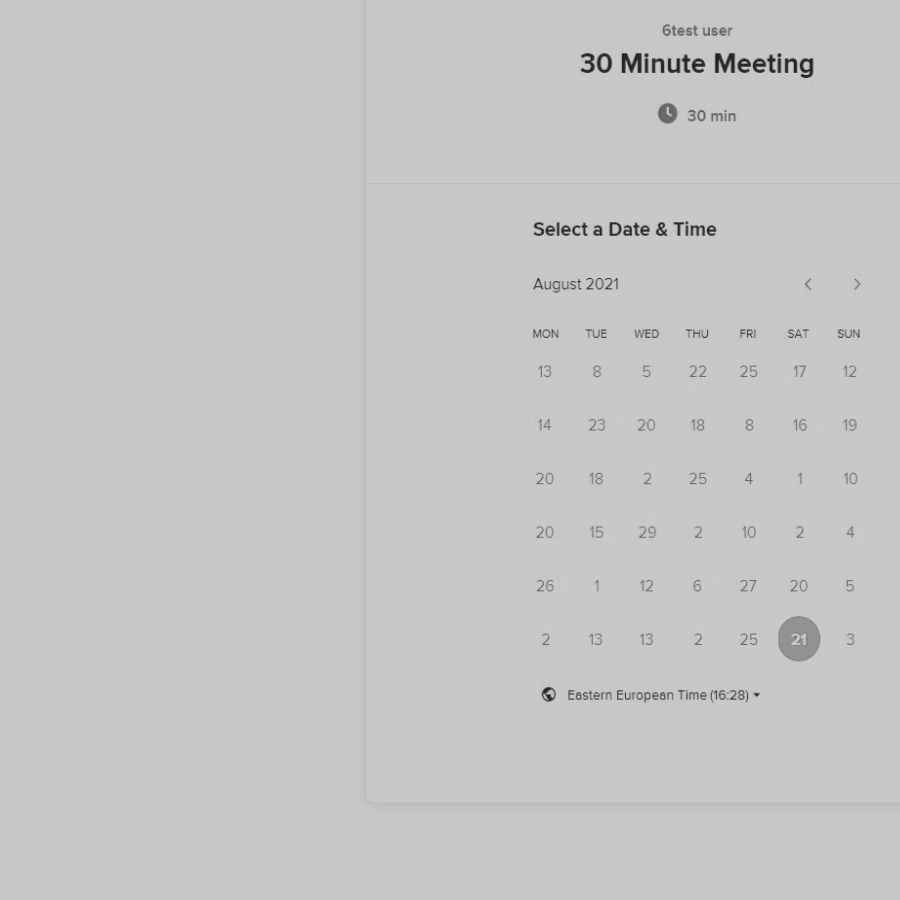 6test user
30 Minute Meeting
30 min
Select a Date & Time
August 2021
MON TUE WED THU FRI SAT SUN
13 8 5 22 25 17 12
14 23 20 18 8 16 19
20 18 2 25 4 1 10
20 15 29 2 10 2 4
26 1 12 6 27 20 5
2 13 13 2 25 21 3
Eastern European Time (16:28)